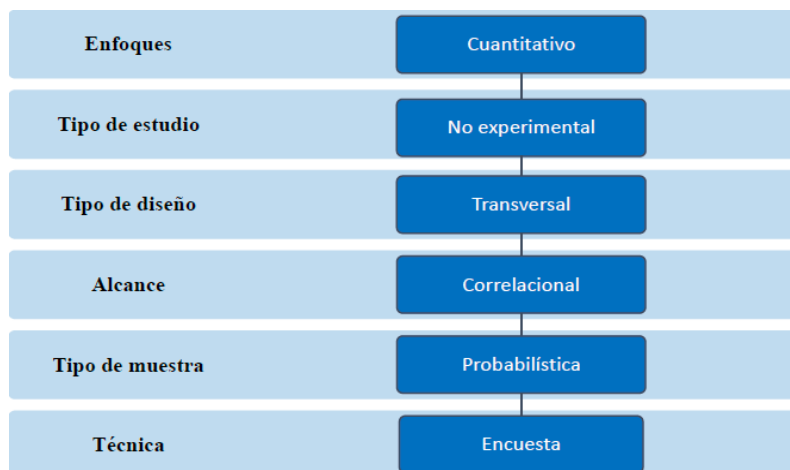 Enfoques
Cuantitativo
Tipo de estudio
No experimental
Tipo de diseño
Transversal
Alcance
Correlacional
Tipo de muestra
Probabilística
Técnica
Encuesta